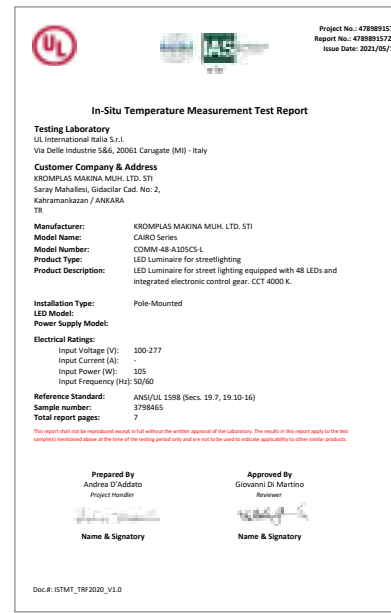 UL
IAS
Project No.: 478989157
Report No.: 4789891572
Issue Date: 2021/05/
In-Situ Temperature Measurement Test Report
Testing Laboratory
UL International Italia S.r.l.
Via Delle Industrie 5&6, 20061 Carugate (MI) - Italy
Customer Company & Address
KROMPLAS MAKINA MUH. LTD. STI
Saray Mahallesi, Gidacilar Cad. No: 2,
Kahramankazan / ANKARA
TR
Manufacturer: KROMPLAS MAKINA MUH. LTD. STI
Model Name: CAIRO Series
Model Number: COMM-48-A105CS-L
Product Type: LED Luminaire for streetlighting
Product Description: LED Luminaire for street lighting equipped with 48 LEDs and
integrated electronic control gear. CCT 4000 K.
Installation Type: Pole-Mounted
LED Model:
Power Supply Model:
Electrical Ratings:
Input Voltage (V): 100-277
Input Current (A): -
Input Power (W): 105
Input Frequency (Hz): 50/60
Reference Standard: ANSI/UL 1598 (Secs. 19.7, 19.10-16)
Sample number: 3798465
Total report pages: 7
This report shall not be reproduced except in full without the written approval of the Laboratory. The results in this report apply to the test
sample(s) mentioned above at the time of the testing period only and are not to be used to indicate applicability to other similar products.
Prepared By Approved By
Andrea D'Addato Giovanni Di Martino
Project Handler Reviewer
Name & Signatory Name & Signatory
Doc.#: ISTMT_TRF2020_V1.0